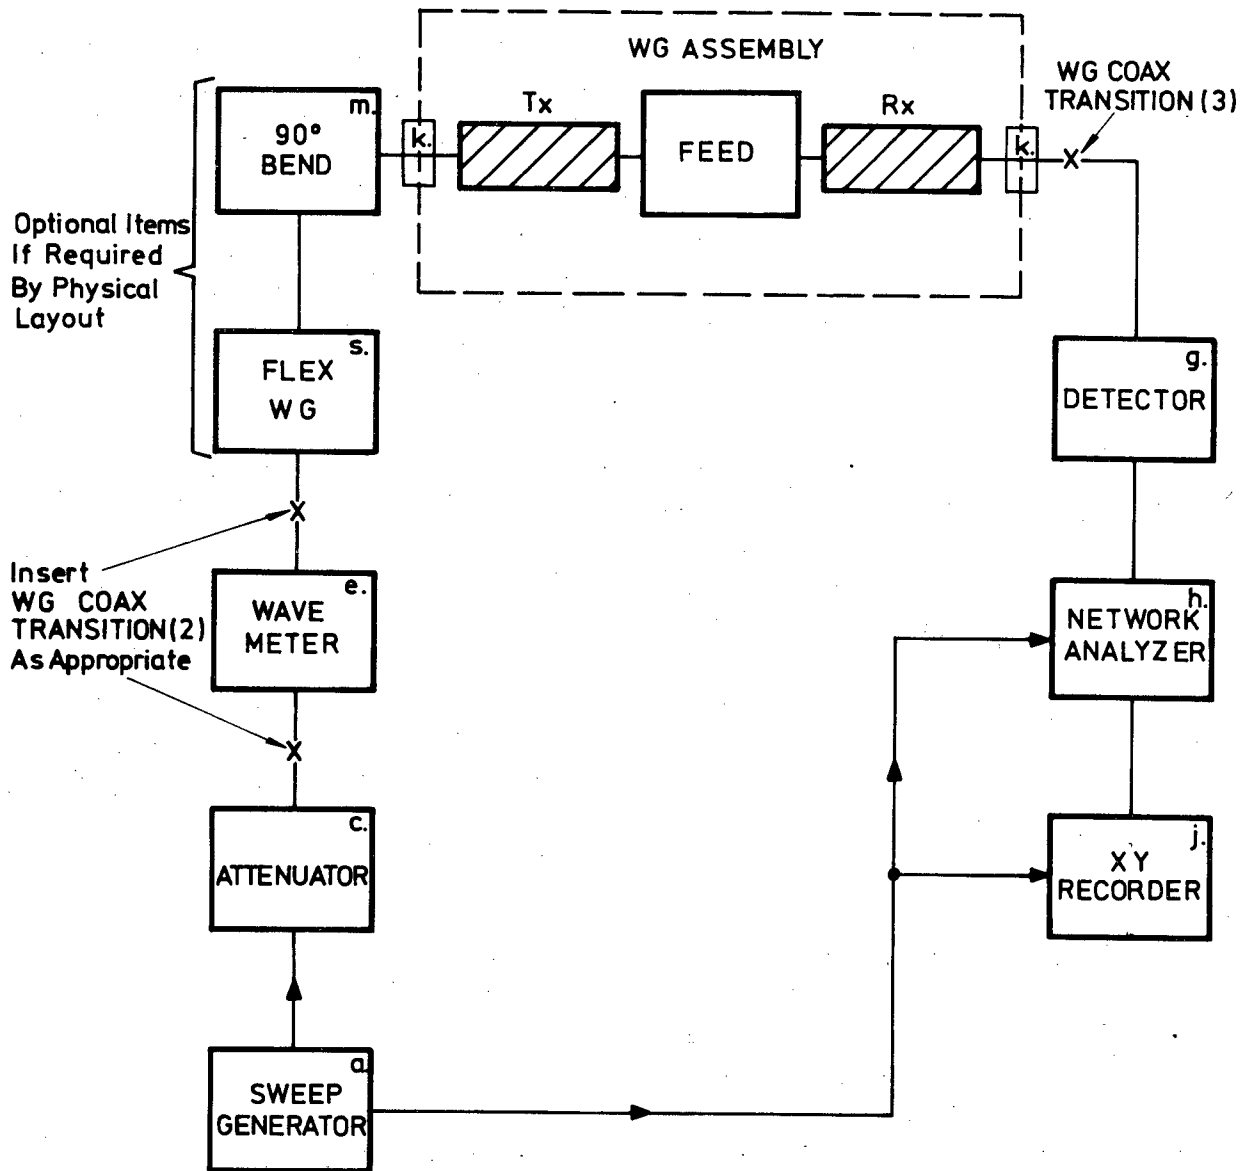 WG ASSEMBLY
WG COAX
TRANSITION (3)
m.
90°
BEND
k.
Tx
FEED
Rx
k.
Optional Items
If Required
By Physical
Layout
s.
FLEX
WG
g.
DETECTOR
Insert
WG COAX
TRANSITION (2)
As Appropriate
X
X
X
e.
WAVE
METER
h.
NETWORK
ANALYZER
c.
ATTENUATOR
j.
XY
RECORDER
a.
SWEEP
GENERATOR